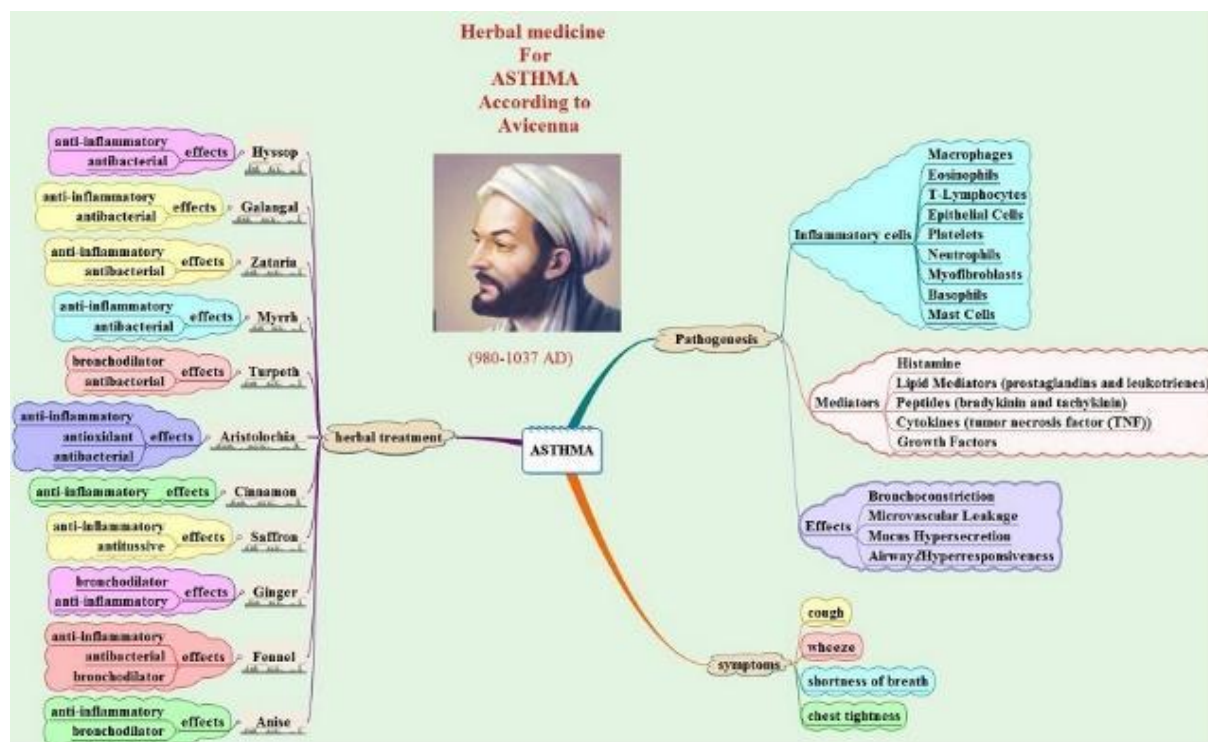 Herbal medicine
For
ASTHMA
According to
Avicenna
(980-1037 AD)
ASTHMA
herbal treatment
Hyssop
effects
anti-inflammatory
antibacterial
Galangal
effects
anti-inflammatory
antibacterial
Zataria
effects
anti-inflammatory
antibacterial
Myrrh
effects
anti-inflammatory
antibacterial
Turpeth
effects
bronchodilator
antibacterial
Aristolochia
effects
anti-inflammatory
antioxidant
antibacterial
Cinnamon
effects
anti-inflammatory
Saffron
effects
anti-inflammatory
antitussive
Ginger
effects
bronchodilator
anti-inflammatory
Fennel
effects
anti-inflammatory
antibacterial
bronchodilator
Anise
effects
anti-inflammatory
bronchodilator
Pathogenesis
Inflammatory cells
Macrophages
Eosinophils
T-Lymphocytes
Epithelial Cells
Platelets
Neutrophils
Myofibroblasts
Basophils
Mast Cells
Mediators
Histamine
Lipid Mediators (prostaglandins and leukotrienes)
Peptides (bradykinin and tachykinin)
Cytokines (tumor necrosis factor (TNF))
Growth Factors
Effects
Bronchoconstriction
Microvascular Leakage
Mucus Hypersecretion
Airway Hyperresponsiveness
symptoms
cough
wheeze
shortness of breath
chest tightness